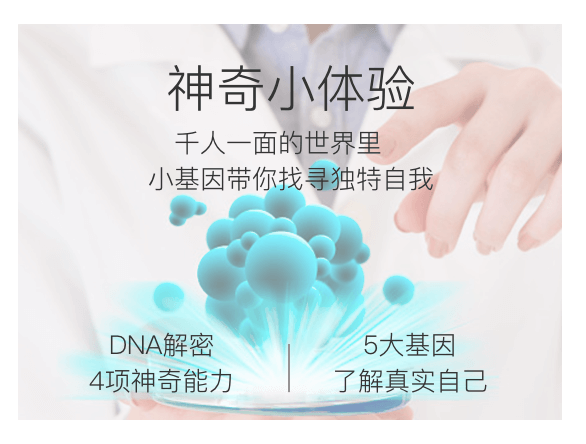 神奇小体验
千人一面的世界里
小基因带你找寻独特自我
DNA解密
4项神奇能力
5大基因
了解真实自己